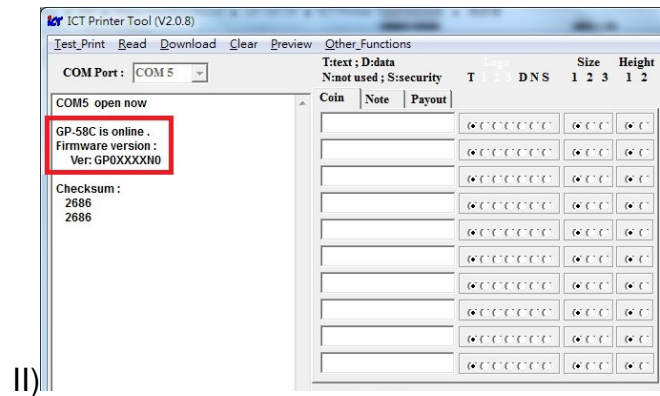 ICT Printer Tool (V2.0.8)
Test_Print Read Download Clear Preview Other_Functions
COM Port : COM 5
T:text ; D:data
N:not used ; S:security
Logo
T 1 2 3 D N S
Size
1 2 3
Height
1 2
COM5 open now
GP-58C is online .
Firmware version :
Ver: GP0XXXXN0
Checksum :
2686
2686
Coin Note Payout
II)